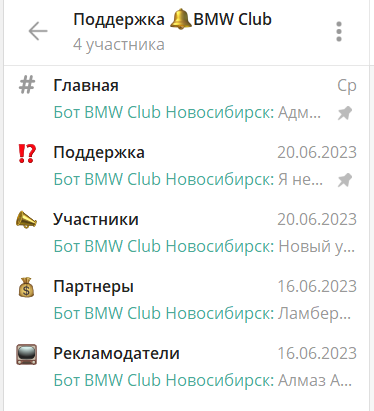 Поддержка 🔔BMW Club
4 участника
Главная Ср
Бот BMW Club Новосибирск: Адм...
Поддержка 20.06.2023
Бот BMW Club Новосибирск: Я не...
Участники 20.06.2023
Бот BMW Club Новосибирск: Новый у...
Партнеры 16.06.2023
Бот BMW Club Новосибирск: Ламбер...
Рекламодатели 16.06.2023
Бот BMW Club Новосибирск: Алмаз А...